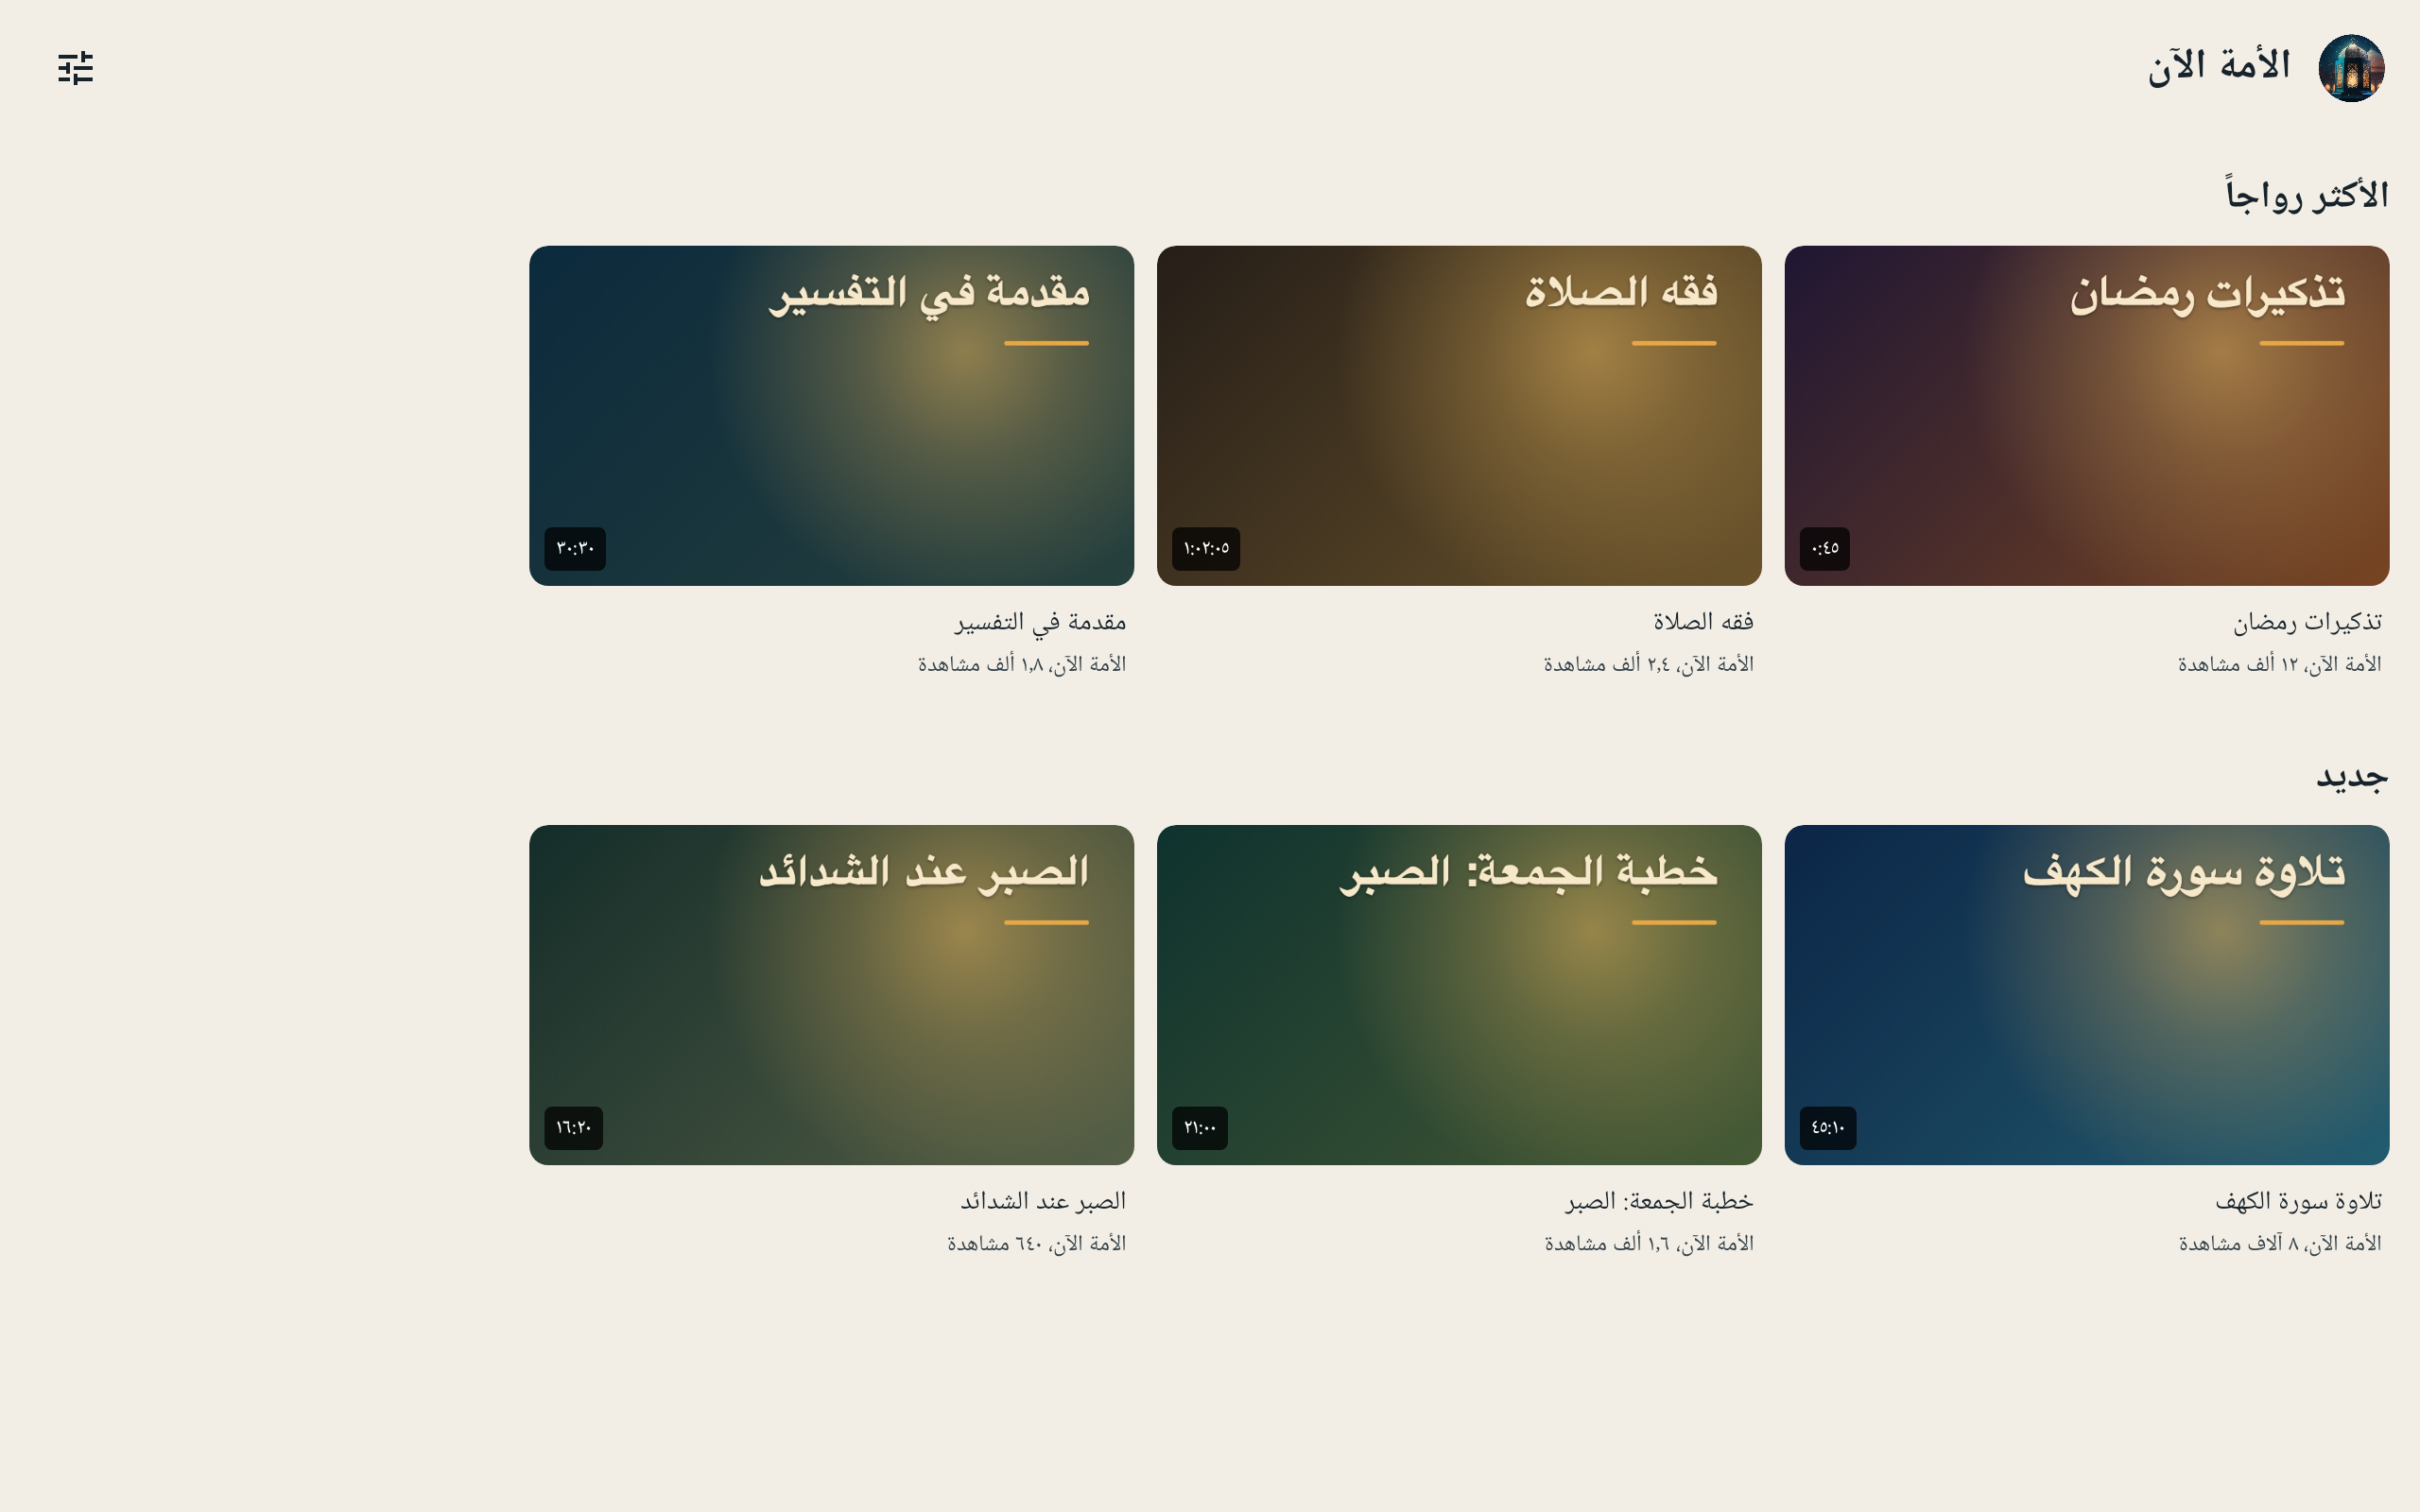 الأمة الآن
الأكثر رواجاً
تذكيرات رمضان
٠:٤٥
تذكيرات رمضان
الأمة الآن، ١٢ ألف مشاهدة
فقه الصلاة
١:٠٢:٠٥
فقه الصلاة
الأمة الآن، ٢٫٤ ألف مشاهدة
مقدمة في التفسير
٣٠:٣٠
مقدمة في التفسير
الأمة الآن، ١٫٨ ألف مشاهدة
جديد
تلاوة سورة الكهف
٤٥:١٠
تلاوة سورة الكهف
الأمة الآن، ٨ آلاف مشاهدة
خطبة الجمعة: الصبر
٢١:٠٠
خطبة الجمعة: الصبر
الأمة الآن، ١٫٦ ألف مشاهدة
الصبر عند الشدائد
١٦:٢٠
الصبر عند الشدائد
الأمة الآن، ٦٤٠ مشاهدة